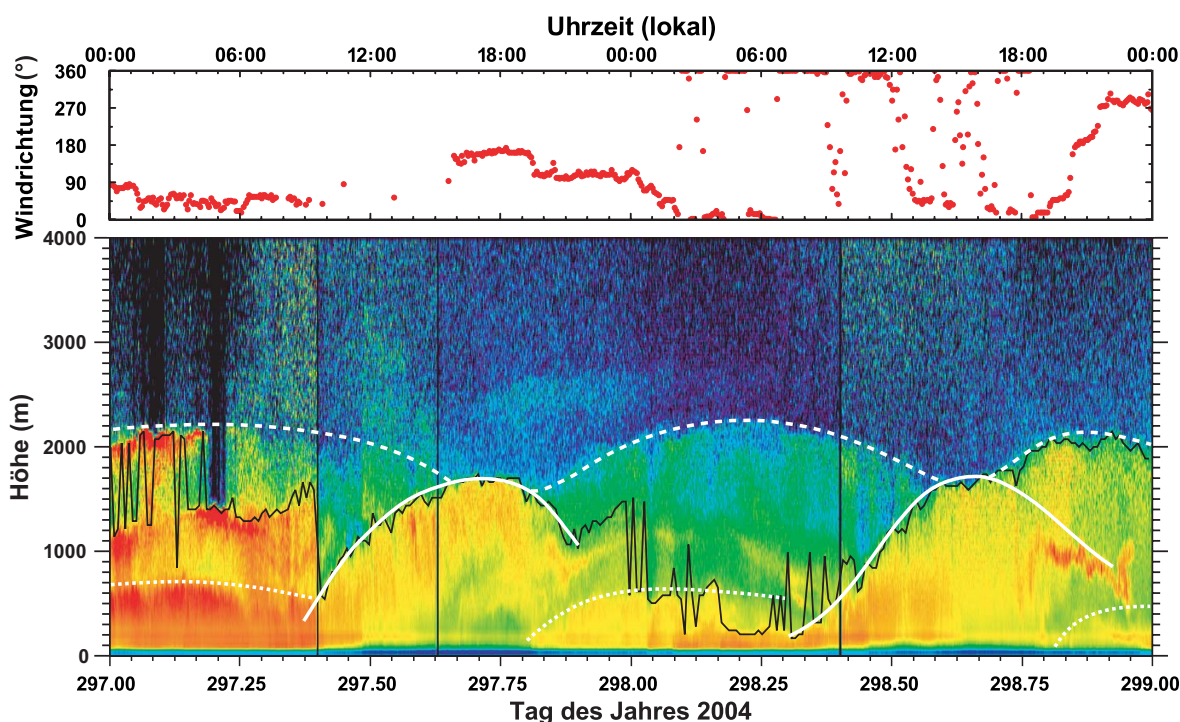 Uhrzeit (lokal)
00:00 06:00 12:00 18:00 00:00 06:00 12:00 18:00 00:00
Windrichtung(°)
360
270
180
90
0
Höhe (m)
4000
3000
2000
1000
0
297.00 297.25 297.50 297.75 298.00 298.25 298.50 298.75 299.00
Tag des Jahres 2004